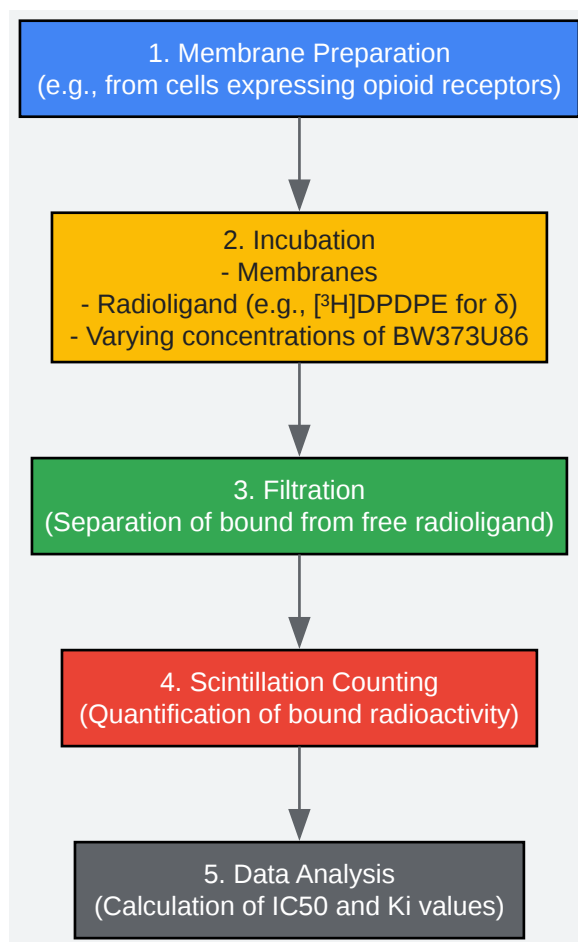 1. Membrane Preparation
(e.g., from cells expressing opioid receptors)
2. Incubation
- Membranes
- Radioligand (e.g., [³H]DPDPE for δ)
- Varying concentrations of BW373U86
3. Filtration
(Separation of bound from free radioligand)
4. Scintillation Counting
(Quantification of bound radioactivity)
5. Data Analysis
(Calculation of IC50 and Ki values)